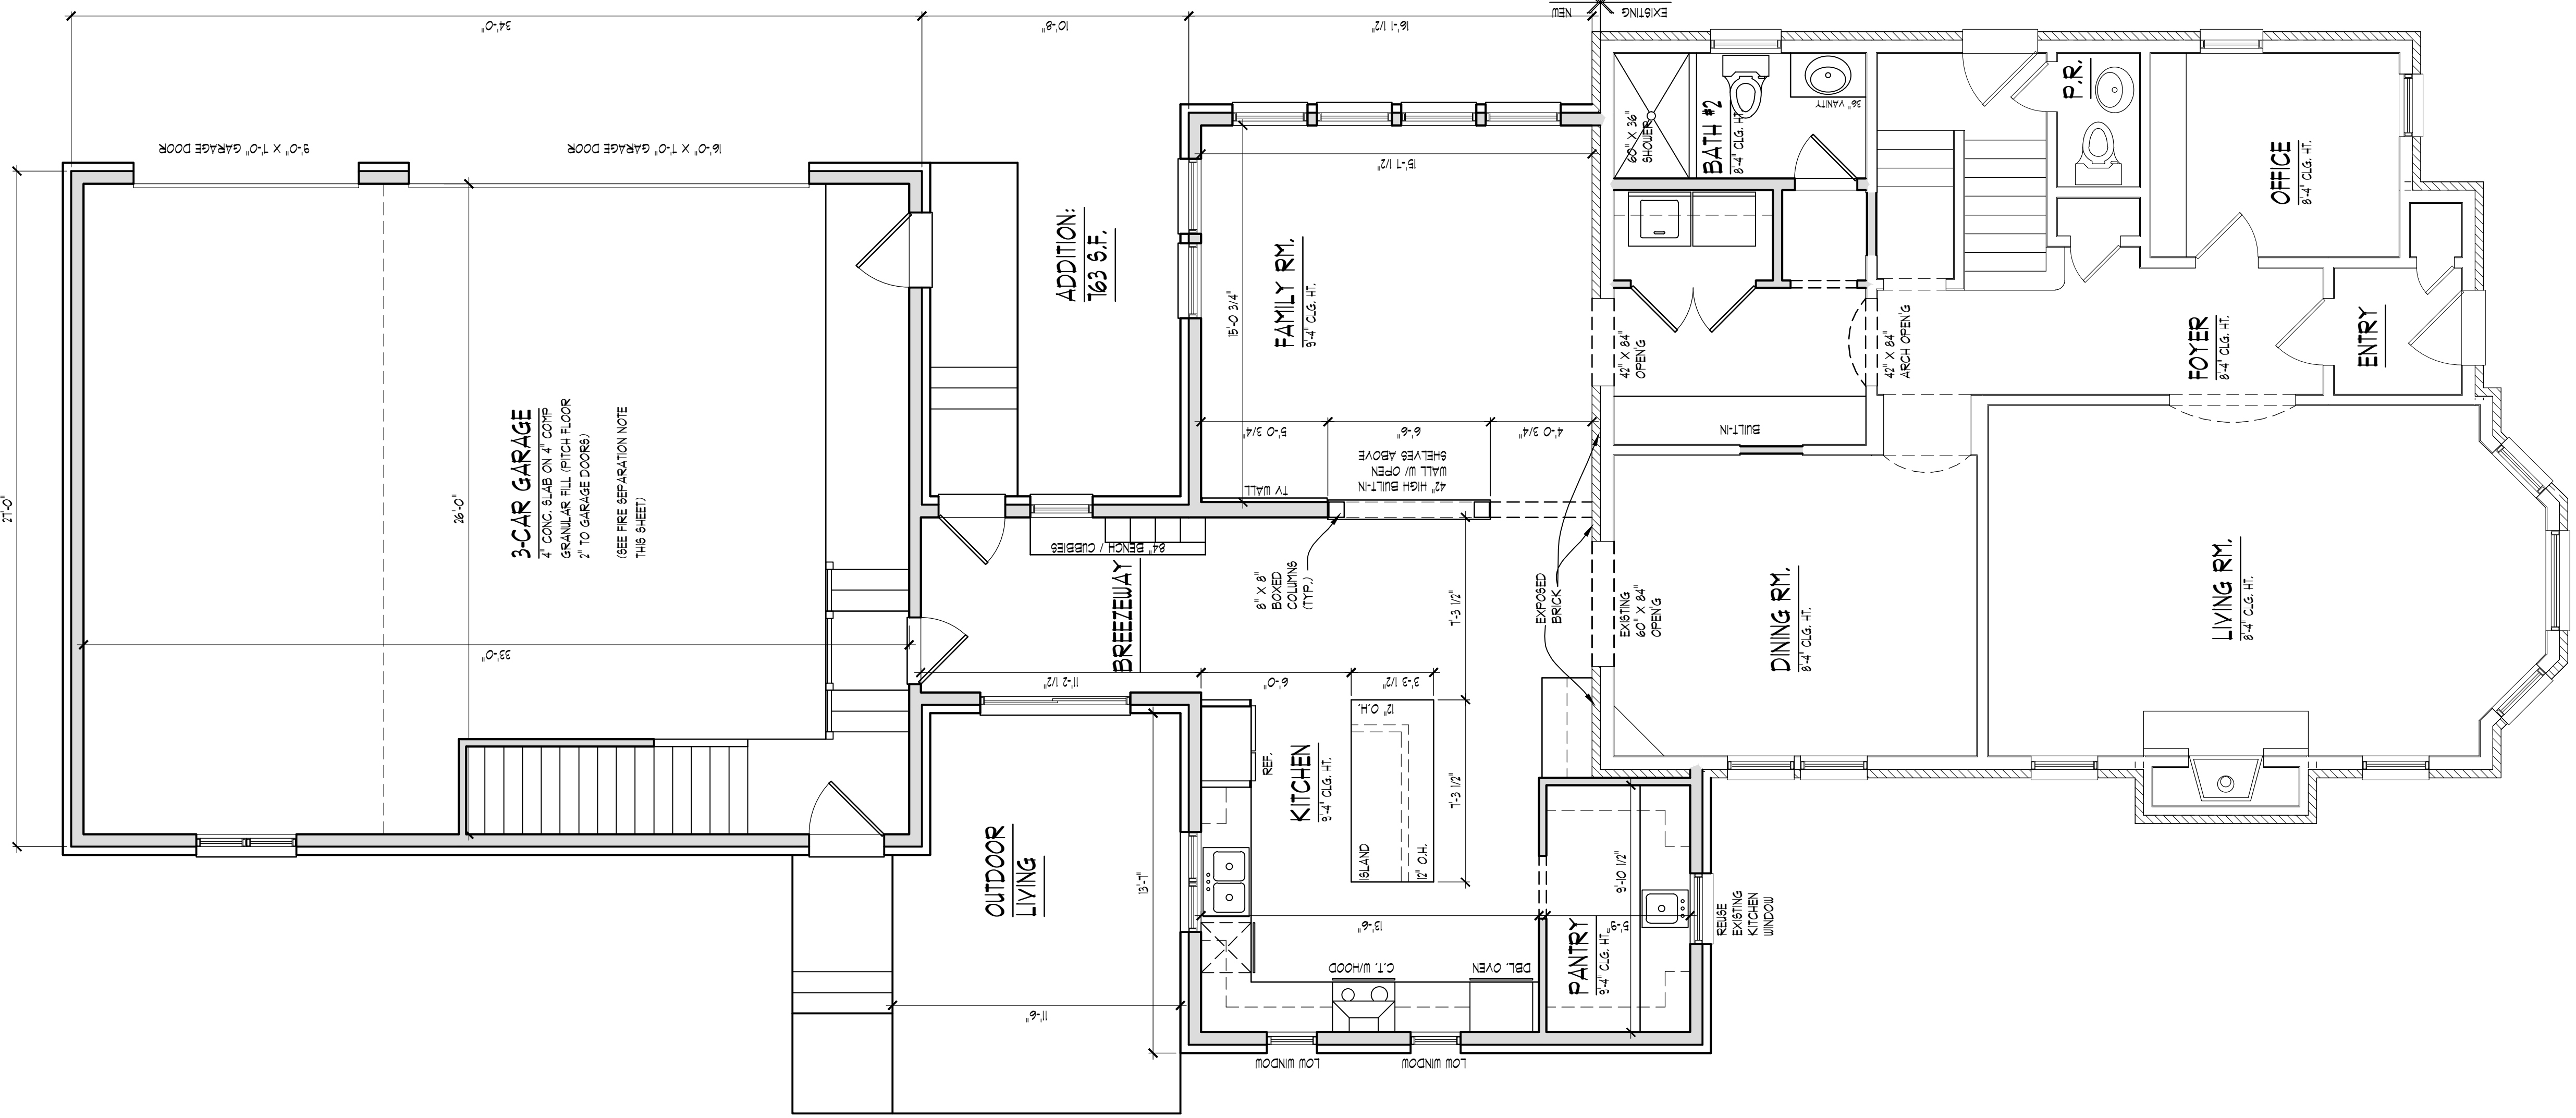 34'-0"
10'-8"
16'-1 1/2"
NEW
EXISTING
27'-0"
9'-0" X 7'-0" GARAGE DOOR
16'-0" X 7'-0" GARAGE DOOR
26'-0"
33'-0"
3-CAR GARAGE
4" CONC. SLAB ON 4" COMP
GRANULAR FILL (PITCH FLOOR
2" TO GARAGE DOORS)
(SEE FIRE SEPARATION NOTE
THIS SHEET)
ADDITION:
763 S.F.
15'-7 1/2"
15'-0 3/4"
FAMILY RM.
9'-4" CLG. HT.
5'-0 3/4"
6'-6"
4'-0 3/4"
TV WALL
42" HIGH BUILT-IN
WALL W/ OPEN
SHELVES ABOVE
60" X 36"
SHOWER
BATH #2
8'-4" CLG. HT.
36" VANITY
P.R.
OFFICE
8'-4" CLG. HT.
42" X 84"
OPEN'G
42" X 84"
ARCH OPEN'G
FOYER
8'-4" CLG. HT.
ENTRY
BUILT-IN
84" BENCH / CUBBIES
BREEZEWAY
8" X 8"
BOXED
COLUMNS
(TYP.)
EXPOSED
BRICK
EXISTING
60" X 84"
OPEN'G
DINING RM.
8'-4" CLG. HT.
LIVING RM.
8'-4" CLG. HT.
7'-3 1/2"
11'-2 1/2"
6'-0"
3'-3 1/2"
12" O.H.
REF.
KITCHEN
9'-4" CLG. HT.
7'-3 1/2"
ISLAND
12" O.H.
OUTDOOR
LIVING
13'-7"
11'-6"
13'-6"
C.T. W/HOOD
DBL. OVEN
LOW WINDOW
LOW WINDOW
9'-10 1/2"
PANTRY
9'-4" CLG. HT.
5'-9"
REUSE
EXISTING
KITCHEN
WINDOW